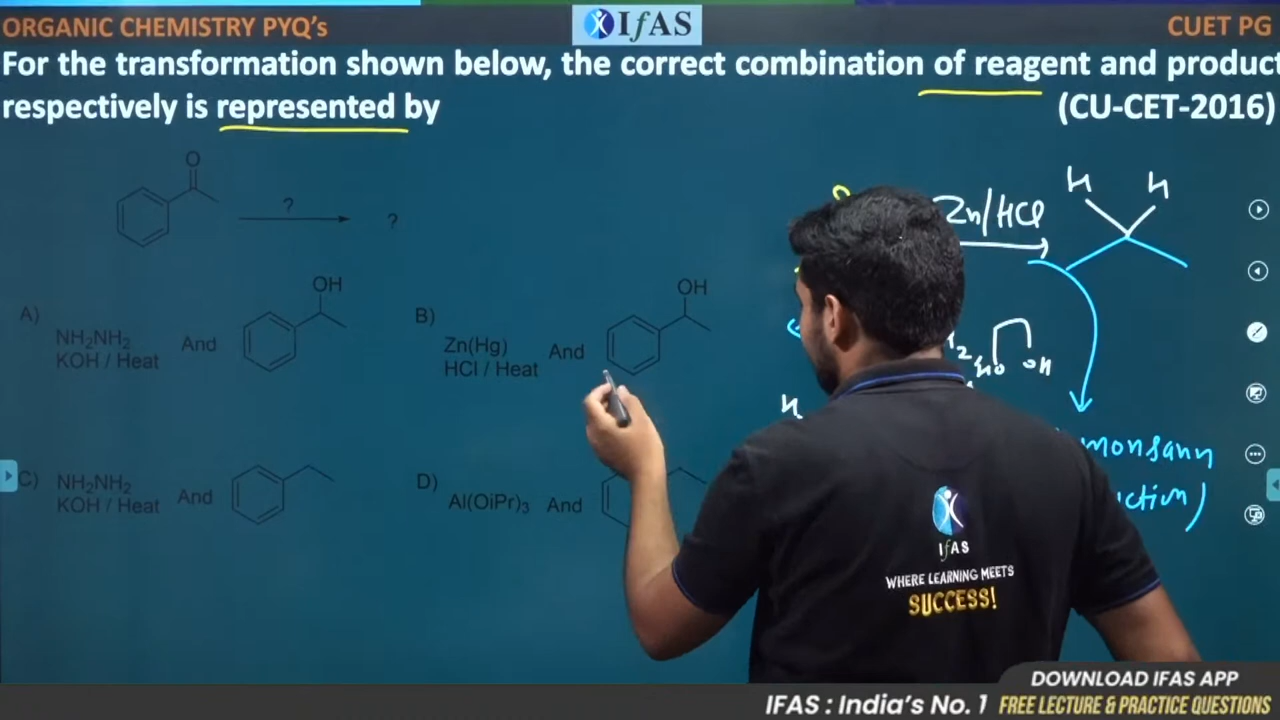 ORGANIC CHEMISTRY PYQ's
IfAS
CUET PG
For the transformation shown below, the correct combination of reagent and product
respectively is represented by
(CU-CET-2016)
O
?
?
A)
NH₂NH₂
KOH / Heat
And
OH
B)
Zn(Hg)
HCl / Heat
And
OH
C)
NH₂NH₂
KOH / Heat
And
D)
Al(OiPr)₃
And
Zn/HCl
H
H
HO
OH
H
IfAS
WHERE LEARNING MEETS
SUCCESS!
DOWNLOAD IFAS APP
IFAS : India's No. 1
FREE LECTURE & PRACTICE QUESTIONS